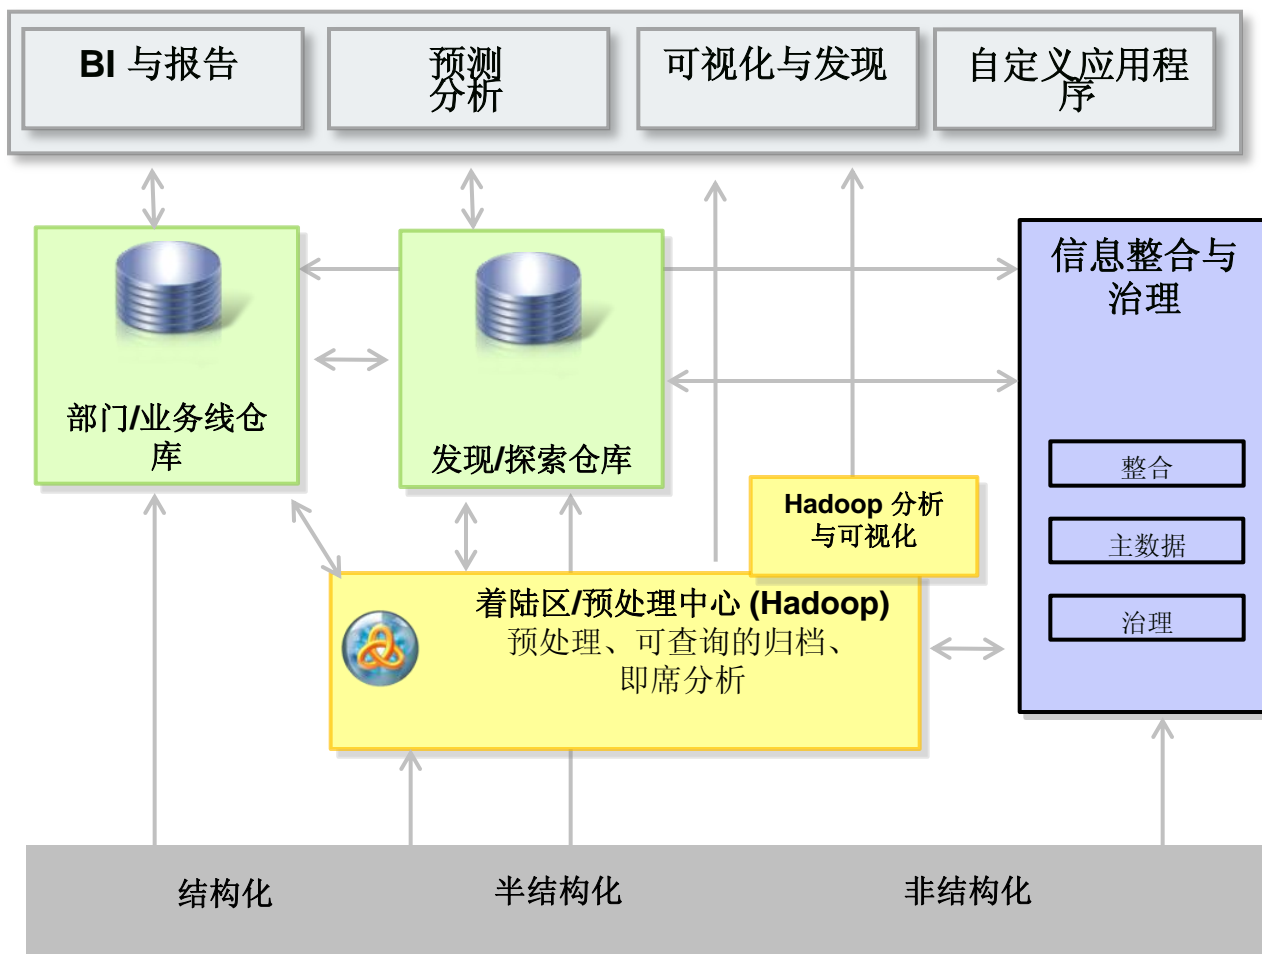 BI 与报告
预测
分析
可视化与发现
自定义应用程
序
部门/业务线仓
库
发现/探索仓库
信息整合与
治理
整合
主数据
治理
Hadoop 分析
与可视化
着陆区/预处理中心 (Hadoop)
预处理、可查询的归档、
即席分析
结构化
半结构化
非结构化